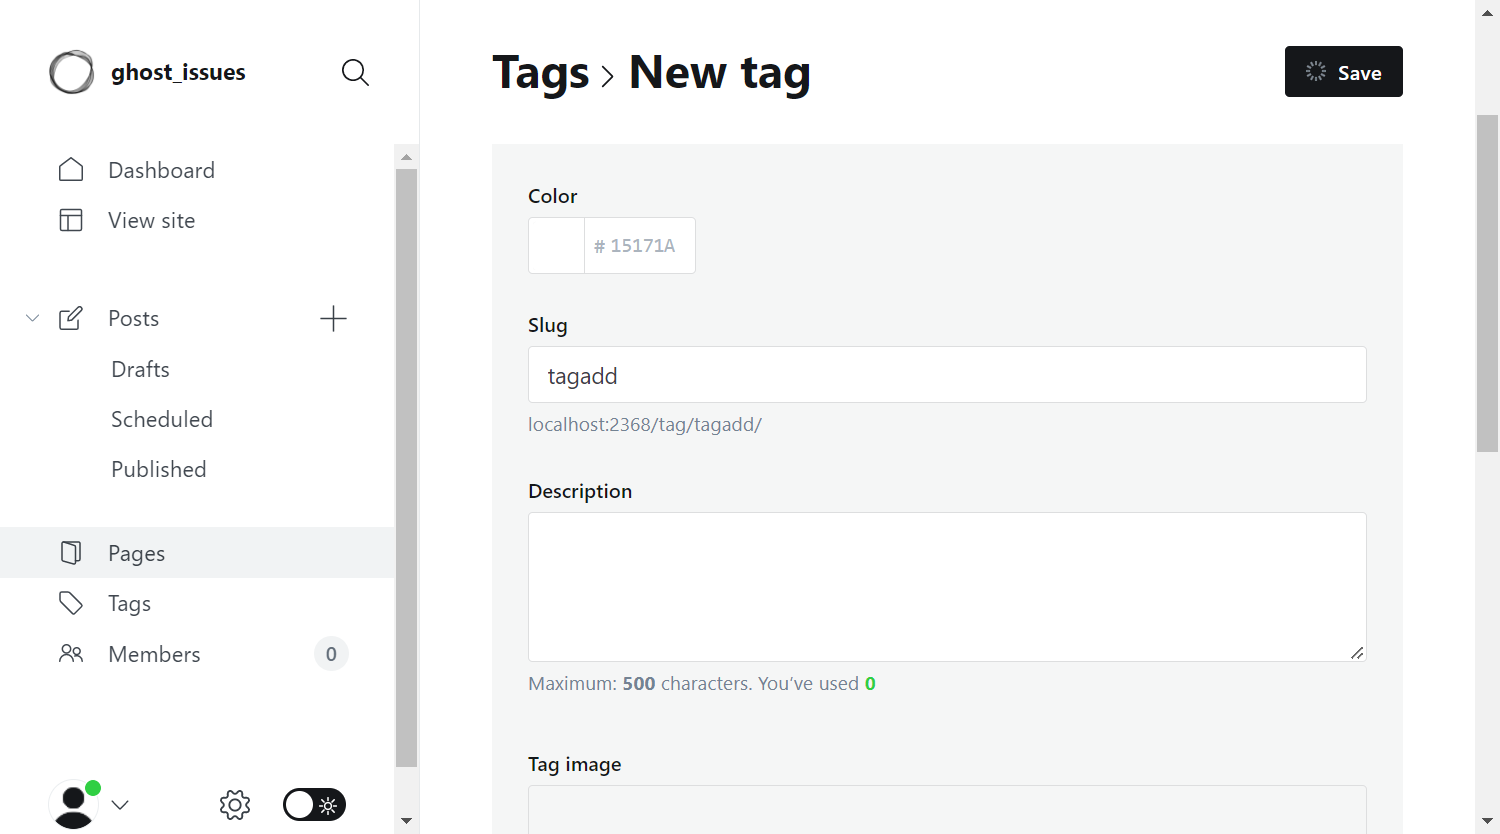 ghost_issues
Dashboard
View site
Posts
Drafts
Scheduled
Published
Pages
Tags
Members 0
Tags > New tag
Save
Color
# 15171A
Slug
tagadd
localhost:2368/tag/tagadd/
Description
Maximum: 500 characters. You’ve used 0
Tag image